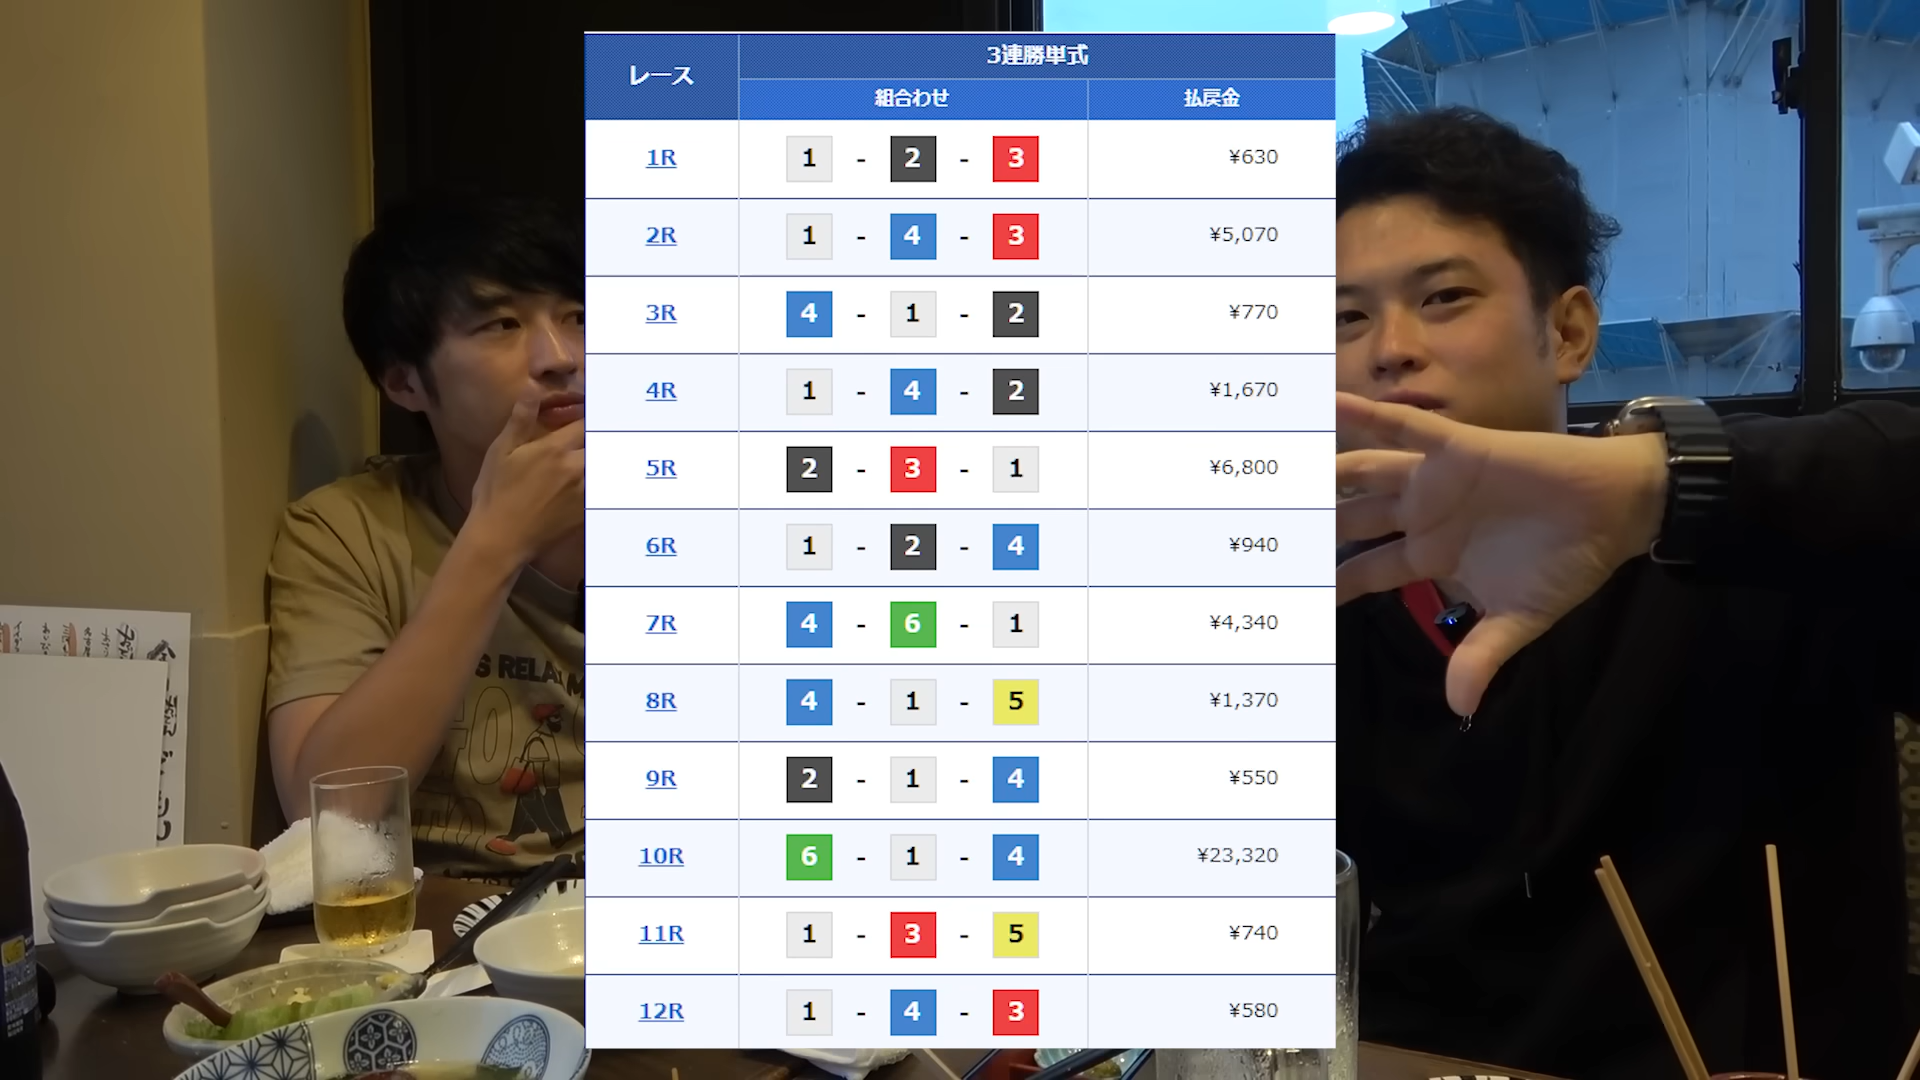 レース
3連勝単式
組合わせ
払戻金
1R 1 - 2 - 3 ¥630
2R 1 - 4 - 3 ¥5,070
3R 4 - 1 - 2 ¥770
4R 1 - 4 - 2 ¥1,670
5R 2 - 3 - 1 ¥6,800
6R 1 - 2 - 4 ¥940
7R 4 - 6 - 1 ¥4,340
8R 4 - 1 - 5 ¥1,370
9R 2 - 1 - 4 ¥550
10R 6 - 1 - 4 ¥23,320
11R 1 - 3 - 5 ¥740
12R 1 - 4 - 3 ¥580